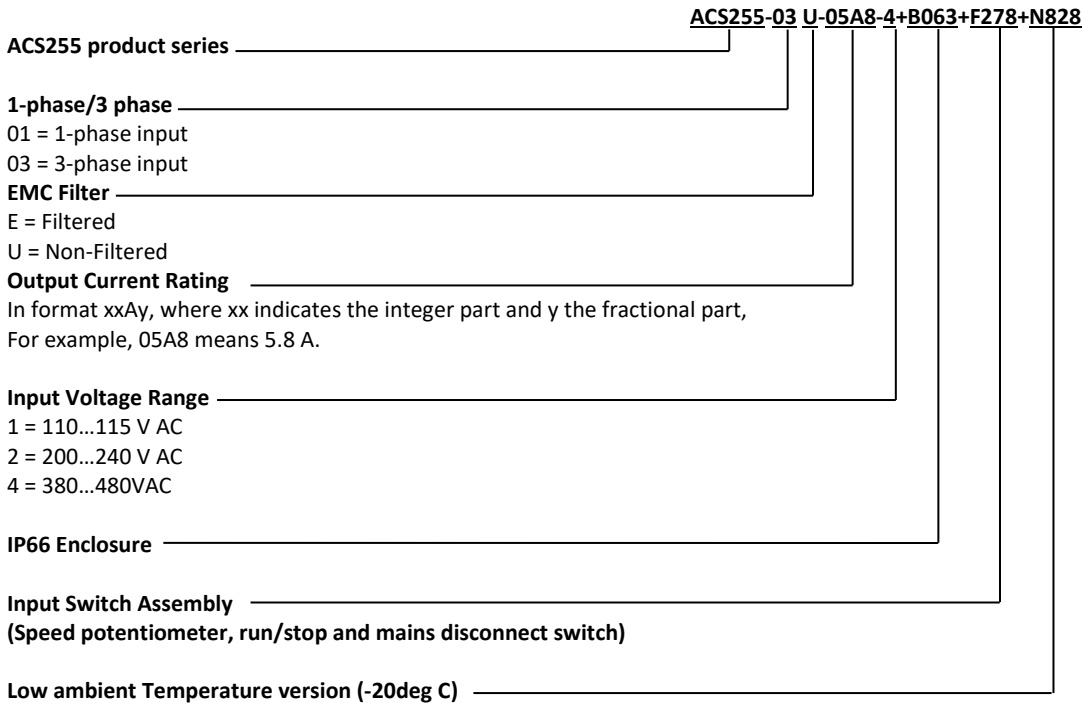 ACS255-03 U-05A8-4+B063+F278+N828
ACS255 product series
1-phase/3 phase
01 = 1-phase input
03 = 3-phase input
EMC Filter
E = Filtered
U = Non-Filtered
Output Current Rating
In format xxAy, where xx indicates the integer part and y the fractional part,
For example, 05A8 means 5.8 A.
Input Voltage Range
1 = 110…115 V AC
2 = 200…240 V AC
4 = 380…480VAC
IP66 Enclosure
Input Switch Assembly
(Speed potentiometer, run/stop and mains disconnect switch)
Low ambient Temperature version (-20deg C)